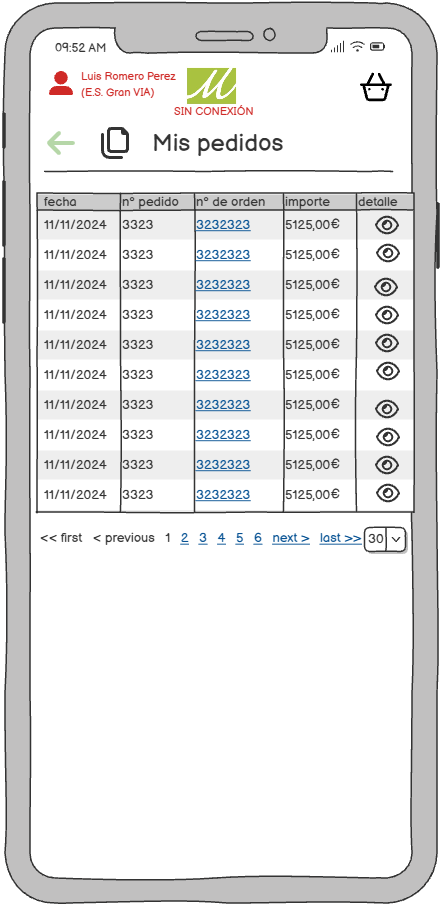 09:52 AM
Luis Romero Perez
(E.S. Gran VIA)
M
SIN CONEXIÓN
Mis pedidos
fecha nº pedido nº de orden importe detalle
11/11/2024 3323 3232323 5125,00€
11/11/2024 3323 3232323 5125,00€
11/11/2024 3323 3232323 5125,00€
11/11/2024 3323 3232323 5125,00€
11/11/2024 3323 3232323 5125,00€
11/11/2024 3323 3232323 5125,00€
11/11/2024 3323 3232323 5125,00€
11/11/2024 3323 3232323 5125,00€
11/11/2024 3323 3232323 5125,00€
11/11/2024 3323 3232323 5125,00€
<< first < previous 1 2 3 4 5 6 next > last >> 30